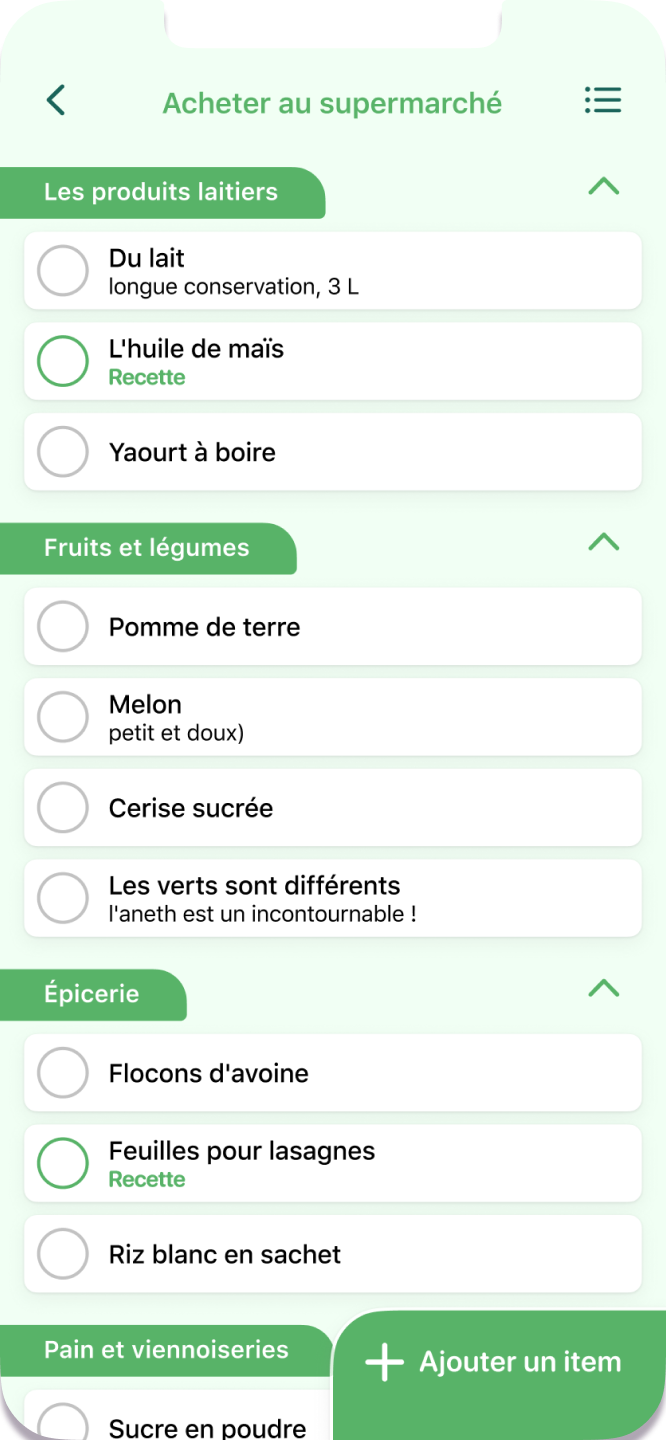 Acheter au supermarché
Les produits laitiers
Du lait
longue conservation, 3 L
L'huile de maïs
Recette
Yaourt à boire
Fruits et légumes
Pomme de terre
Melon
petit et doux)
Cerise sucrée
Les verts sont différents
l'aneth est un incontournable !
Épicerie
Flocons d'avoine
Feuilles pour lasagnes
Recette
Riz blanc en sachet
Pain et viennoiseries
Ajouter un item
Sucre en poudre